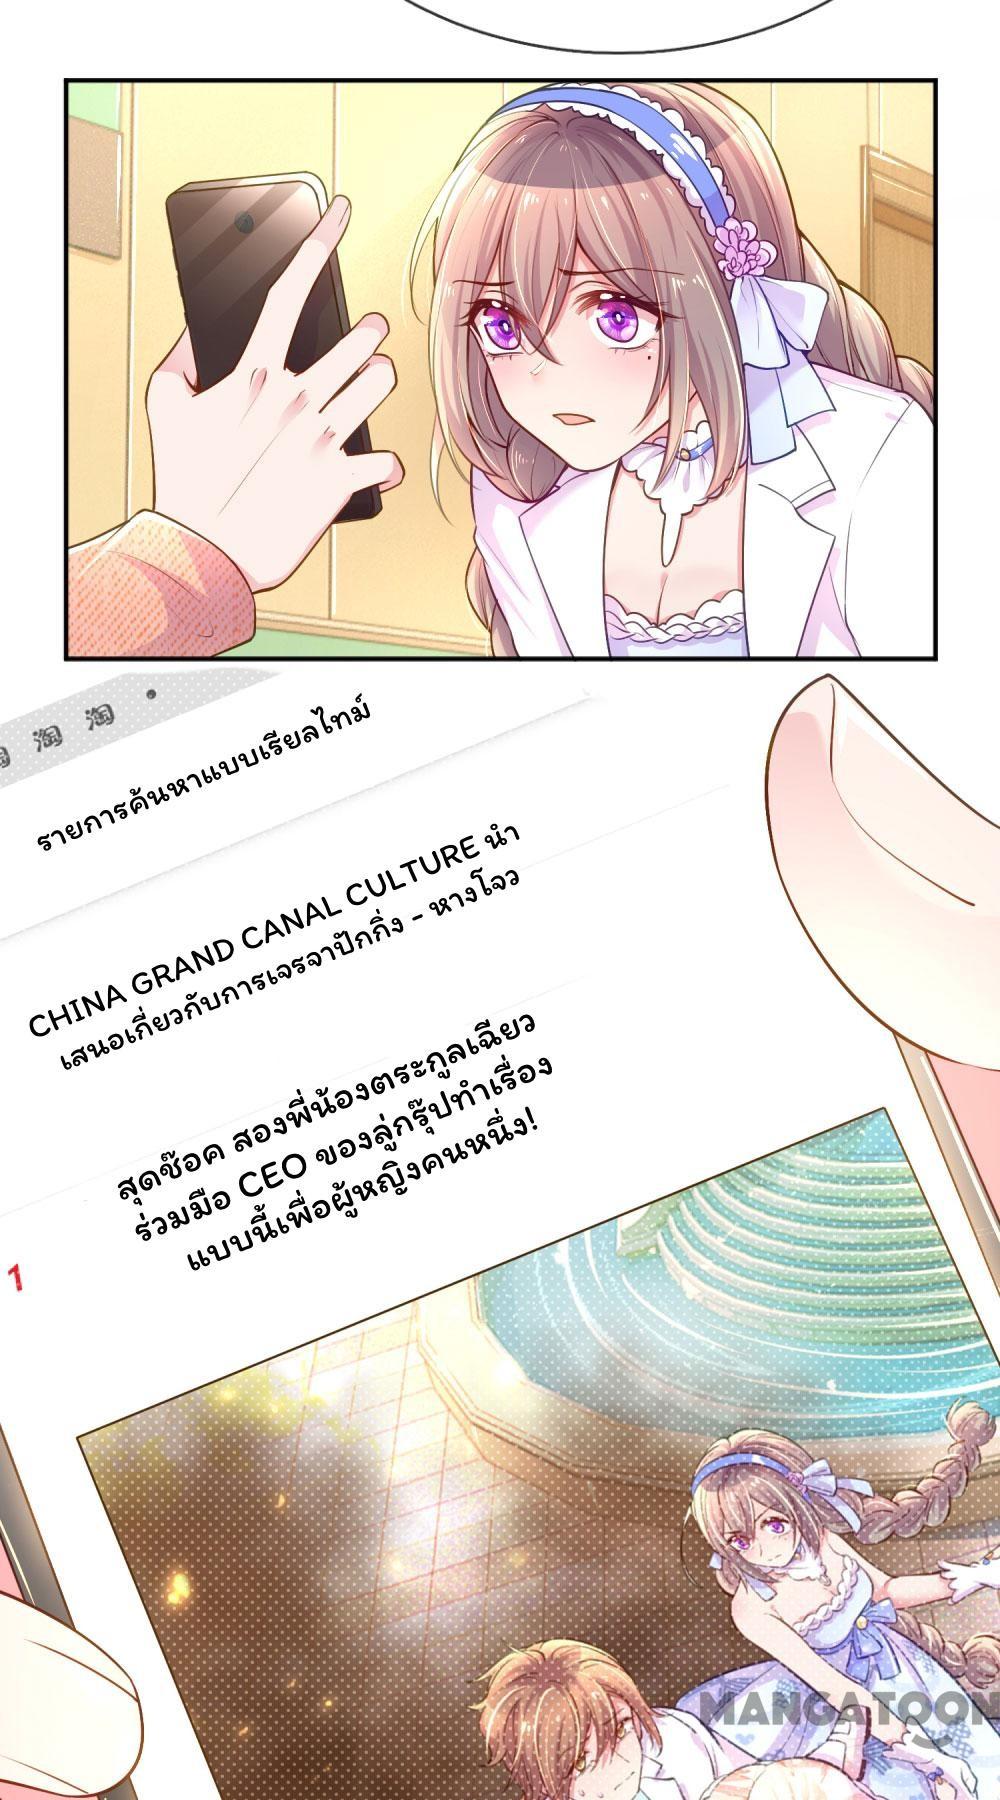 淘 淘 •
รายการค้นหาแบบเรียลไทม์
CHINA GRAND CANAL CULTURE นำ
เสนอเกี่ยวกับการเจรจาปักกิ่ง - หางโจว
สุดช๊อค สองพี่น้องตระกูลเฉียว
ร่วมมือ CEO ของลู่กรุ๊ปทำเรื่อง
แบบนี้เพื่อผู้หญิงคนหนึ่ง!
1
MANGATOON